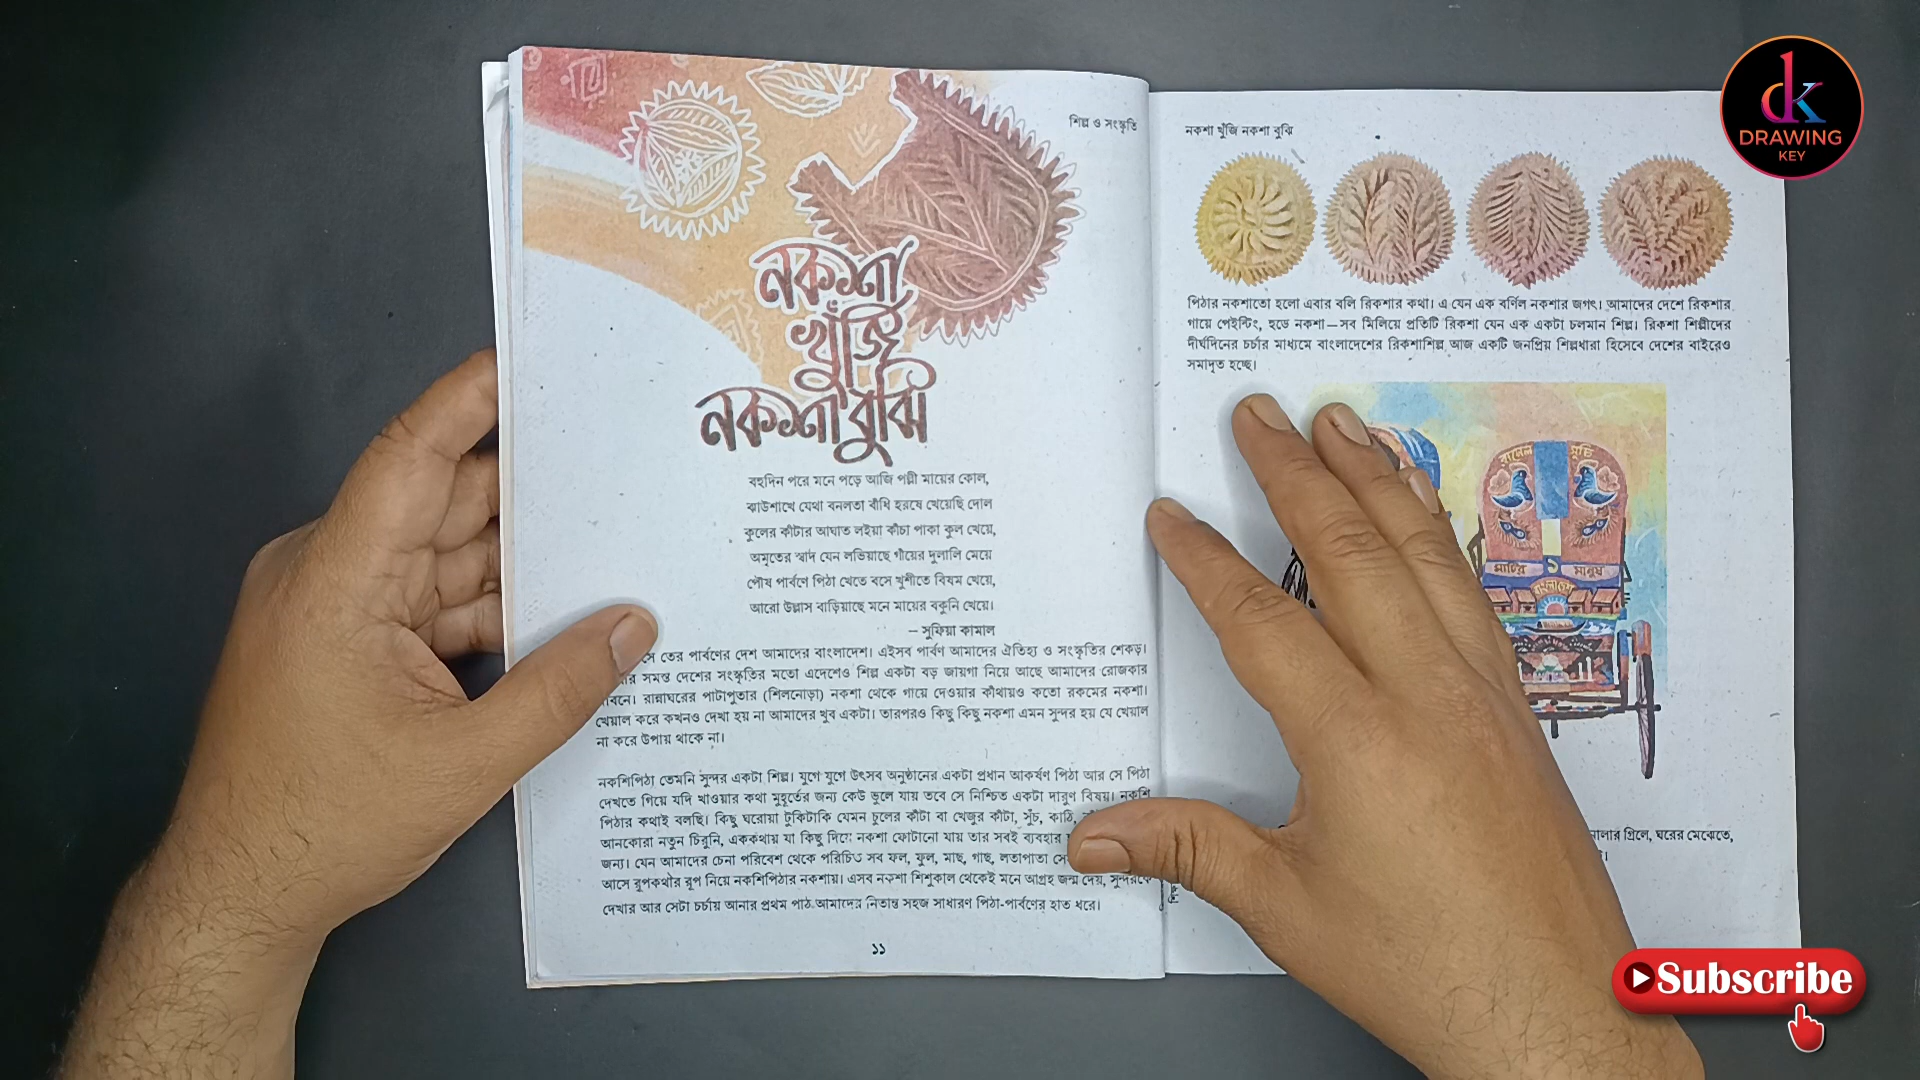 শিল্প ও সংস্কৃতি
নকশা
খুঁজি
নকশা বুঝি
বহুদিন পরে মনে পড়ে আজি পল্লী মায়ের কোল,
ঝাউশাখে যেথা বনলতা বাঁধি হরষে খেয়েছি দোল
কুলের কাঁটার আঘাত লইয়া কাঁচা পাকা কুল খেয়ে,
অমৃতের স্বাদ যেন লভিয়াছে গাঁয়ের দুলালি মেয়ে
পৌষ পার্বণে পিঠা খেতে বসে খুশীতে বিষম খেয়ে,
আরো উল্লাস বাড়িয়াছে মনে মায়ের বকুনি খেয়ে।
– সুফিয়া কামাল
তের পার্বণের দেশ আমাদের বাংলাদেশ। এইসব পার্বণ আমাদের ঐতিহ্য ও সংস্কৃতির শেকড়।
সমস্ত দেশের সংস্কৃতির মতো এদেশেও শিল্প একটা বড় জায়গা নিয়ে আছে আমাদের রোজকার
রান্নাঘরের পাটাপুতার (শিলনোড়া) নকশা থেকে গায়ে দেওয়ার কাঁথায়ও কতো রকমের নকশা।
খেয়াল করে কখনও দেখা হয় না আমাদের খুব একটা। তারপরও কিছু কিছু নকশা এমন সুন্দর হয় যে খেয়াল
না করে উপায় থাকে না।
নকশিপিঠা তেমনি সুন্দর একটা শিল্প। যুগে যুগে উৎসব অনুষ্ঠানের একটা প্রধান আকর্ষণ পিঠা আর সে পিঠা
দেখতে গিয়ে যদি খাওয়ার কথা মুহূর্তের জন্য কেউ ভুলে যায় তবে সে নিশ্চিত একটা দারুণ বিষয়। নকশি
পিঠার কথাই বলছি। কিছু ঘরোয়া টুকিটাকি যেমন চুলের কাঁটা বা খেজুর কাঁটা, সুঁচ, কাঠি,
আনকোরা নতুন চিরুনি, এককথায় যা কিছু দিয়ে নকশা ফোটানো যায় তার সবই ব্যবহার
জন্য। যেন আমাদের চেনা পরিবেশ থেকে পরিচিত সব ফল, ফুল, মাছ, গাছ, লতাপাতা
আসে রূপকথার রূপ নিয়ে নকশিপিঠার নকশায়। এসব নকশা শিশুকাল থেকেই মনে আগ্রহ জন্ম দেয়, সুন্দরকে
দেখার আর সেটা চর্চায় আনার প্রথম পাঠ আমাদের নিতান্ত সহজ সাধারণ পিঠা-পার্বণের হাত ধরে।
১১
নকশা খুঁজি নকশা বুঝি
পিঠার নকশাতো হলো এবার বলি রিকশার কথা। এ যেন এক বর্ণিল নকশার জগৎ। আমাদের দেশে রিকশার
গায়ে পেইন্টিং, হুডে নকশা—সব মিলিয়ে প্রতিটি রিকশা যেন এক একটা চলমান শিল্প। রিকশা শিল্পীদের
দীর্ঘদিনের চর্চার মাধ্যমে বাংলাদেশের রিকশাশিল্প আজ একটি জনপ্রিয় শিল্পধারা হিসেবে দেশের বাইরেও
সমাদৃত হচ্ছে।
মাটির ১ মানুষ
গ্রিলে, ঘরের মেঝেতে,
dk
DRAWING
KEY
Subscribe